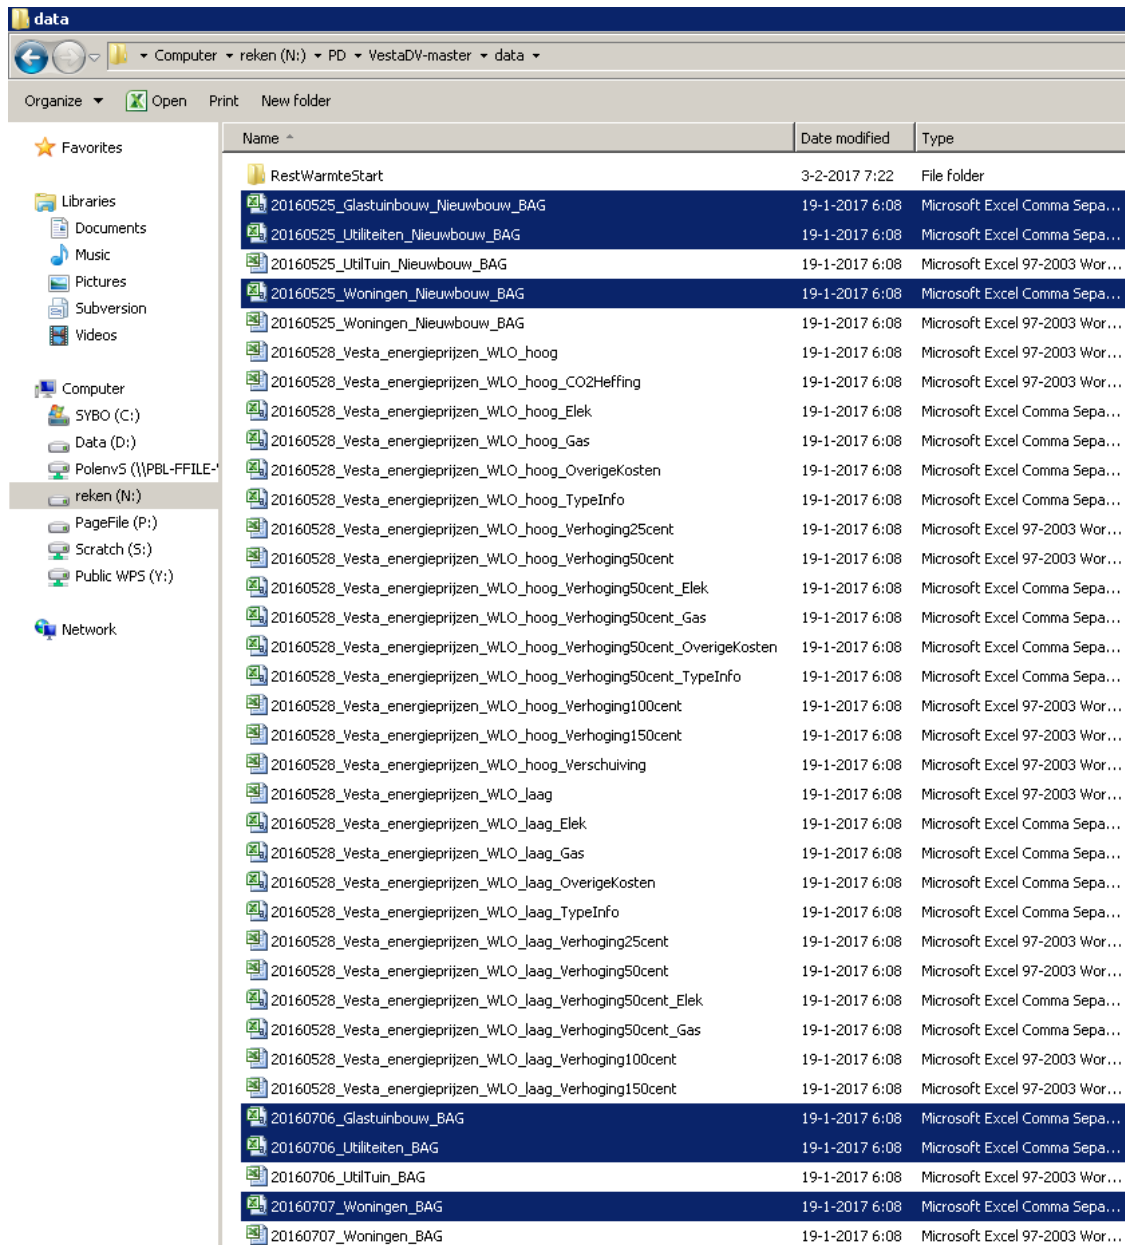 data
Computer reken (N:) PD VestaDV-master data
Organize Open Print New folder
Favorites
Libraries
Documents
Music
Pictures
Subversion
Videos
Computer
SYBO (C:)
Data (D:)
PolenvS (\\PBL-FFILE-'
reken (N:)
PageFile (P:)
Scratch (S:)
Public WPS (Y:)
Network
Name Date modified Type
RestWarmteStart 3-2-2017 7:22 File folder
20160525_Glastuinbouw_Nieuwbouw_BAG 19-1-2017 6:08 Microsoft Excel Comma Sepa...
20160525_Utiliteiten_Nieuwbouw_BAG 19-1-2017 6:08 Microsoft Excel Comma Sepa...
20160525_UtilTuin_Nieuwbouw_BAG 19-1-2017 6:08 Microsoft Excel 97-2003 Wor...
20160525_Woningen_Nieuwbouw_BAG 19-1-2017 6:08 Microsoft Excel Comma Sepa...
20160525_Woningen_Nieuwbouw_BAG 19-1-2017 6:08 Microsoft Excel 97-2003 Wor...
20160528_Vesta_energieprijzen_WLO_hoog 19-1-2017 6:08 Microsoft Excel 97-2003 Wor...
20160528_Vesta_energieprijzen_WLO_hoog_CO2Heffing 19-1-2017 6:08 Microsoft Excel 97-2003 Wor...
20160528_Vesta_energieprijzen_WLO_hoog_Elek 19-1-2017 6:08 Microsoft Excel Comma Sepa...
20160528_Vesta_energieprijzen_WLO_hoog_Gas 19-1-2017 6:08 Microsoft Excel Comma Sepa...
20160528_Vesta_energieprijzen_WLO_hoog_OverigeKosten 19-1-2017 6:08 Microsoft Excel Comma Sepa...
20160528_Vesta_energieprijzen_WLO_hoog_TypeInfo 19-1-2017 6:08 Microsoft Excel Comma Sepa...
20160528_Vesta_energieprijzen_WLO_hoog_Verhoging25cent 19-1-2017 6:08 Microsoft Excel 97-2003 Wor...
20160528_Vesta_energieprijzen_WLO_hoog_Verhoging50cent 19-1-2017 6:08 Microsoft Excel 97-2003 Wor...
20160528_Vesta_energieprijzen_WLO_hoog_Verhoging50cent_Elek 19-1-2017 6:08 Microsoft Excel Comma Sepa...
20160528_Vesta_energieprijzen_WLO_hoog_Verhoging50cent_Gas 19-1-2017 6:08 Microsoft Excel Comma Sepa...
20160528_Vesta_energieprijzen_WLO_hoog_Verhoging50cent_OverigeKosten 19-1-2017 6:08 Microsoft Excel Comma Sepa...
20160528_Vesta_energieprijzen_WLO_hoog_Verhoging50cent_TypeInfo 19-1-2017 6:08 Microsoft Excel Comma Sepa...
20160528_Vesta_energieprijzen_WLO_hoog_Verhoging100cent 19-1-2017 6:08 Microsoft Excel 97-2003 Wor...
20160528_Vesta_energieprijzen_WLO_hoog_Verhoging150cent 19-1-2017 6:08 Microsoft Excel 97-2003 Wor...
20160528_Vesta_energieprijzen_WLO_hoog_Verschuiving 19-1-2017 6:08 Microsoft Excel 97-2003 Wor...
20160528_Vesta_energieprijzen_WLO_laag 19-1-2017 6:08 Microsoft Excel 97-2003 Wor...
20160528_Vesta_energieprijzen_WLO_laag_Elek 19-1-2017 6:08 Microsoft Excel Comma Sepa...
20160528_Vesta_energieprijzen_WLO_laag_Gas 19-1-2017 6:08 Microsoft Excel Comma Sepa...
20160528_Vesta_energieprijzen_WLO_laag_OverigeKosten 19-1-2017 6:08 Microsoft Excel Comma Sepa...
20160528_Vesta_energieprijzen_WLO_laag_TypeInfo 19-1-2017 6:08 Microsoft Excel Comma Sepa...
20160528_Vesta_energieprijzen_WLO_laag_Verhoging25cent 19-1-2017 6:08 Microsoft Excel 97-2003 Wor...
20160528_Vesta_energieprijzen_WLO_laag_Verhoging50cent 19-1-2017 6:08 Microsoft Excel 97-2003 Wor...
20160528_Vesta_energieprijzen_WLO_laag_Verhoging50cent_Elek 19-1-2017 6:08 Microsoft Excel Comma Sepa...
20160528_Vesta_energieprijzen_WLO_laag_Verhoging50cent_Gas 19-1-2017 6:08 Microsoft Excel Comma Sepa...
20160528_Vesta_energieprijzen_WLO_laag_Verhoging100cent 19-1-2017 6:08 Microsoft Excel 97-2003 Wor...
20160528_Vesta_energieprijzen_WLO_laag_Verhoging150cent 19-1-2017 6:08 Microsoft Excel 97-2003 Wor...
20160706_Glastuinbouw_BAG 19-1-2017 6:08 Microsoft Excel Comma Sepa...
20160706_Utiliteiten_BAG 19-1-2017 6:08 Microsoft Excel Comma Sepa...
20160706_UtilTuin_BAG 19-1-2017 6:08 Microsoft Excel 97-2003 Wor...
20160707_Woningen_BAG 19-1-2017 6:08 Microsoft Excel Comma Sepa...
20160707_Woningen_BAG 19-1-2017 6:08 Microsoft Excel 97-2003 Wor...